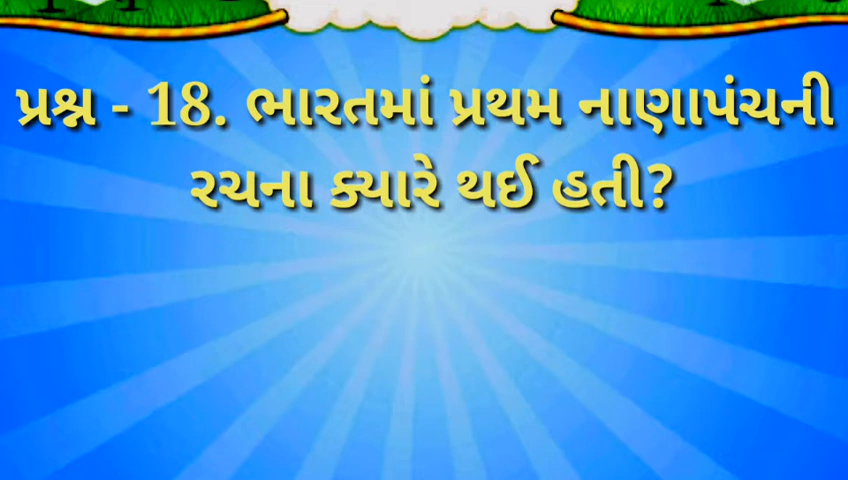 પ્રશ્ન - 18. ભારતમાં પ્રથમ નાણાપંચની
રચના ક્યારે થઈ હતી?